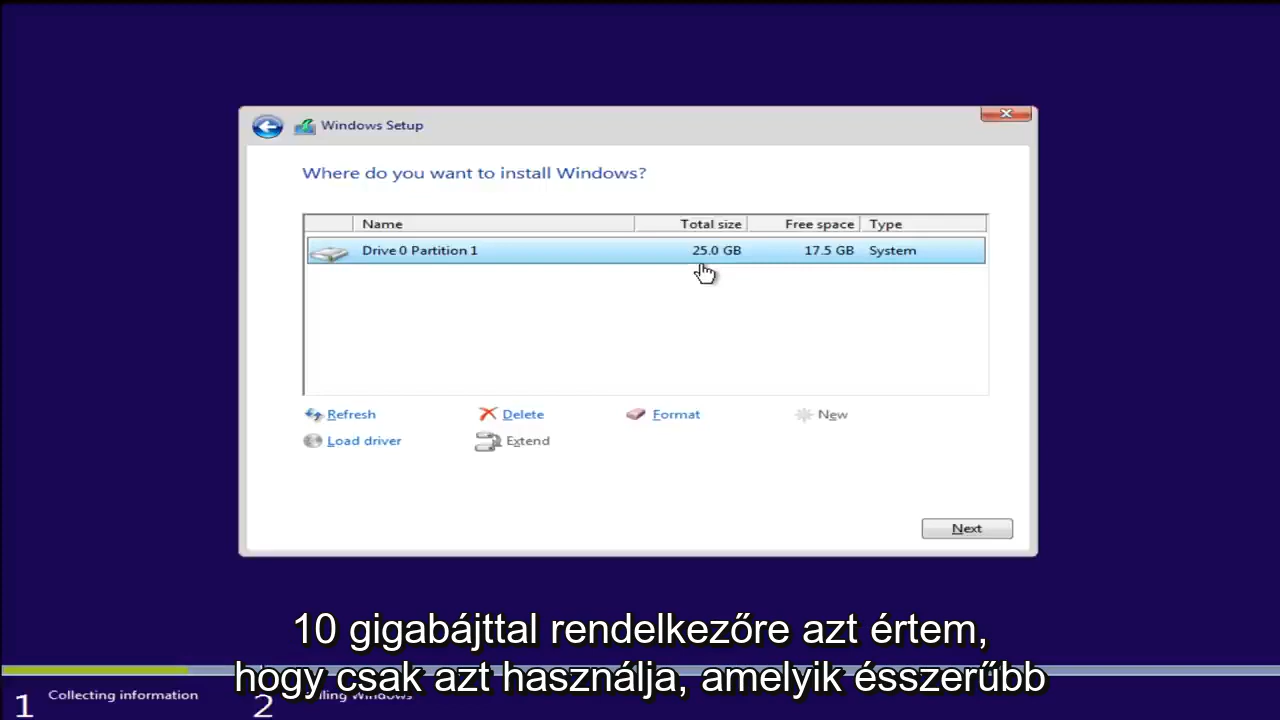 Windows Setup
Where do you want to install Windows?
Name Total size Free space Type
Drive 0 Partition 1 25.0 GB 17.5 GB System
Refresh Delete Format New
Load driver Extend
Next
10 gigabájttal rendelkezőre azt értem,
hogy csak azt használja, amelyik ésszerűbb
1 Collecting information 2 Windows